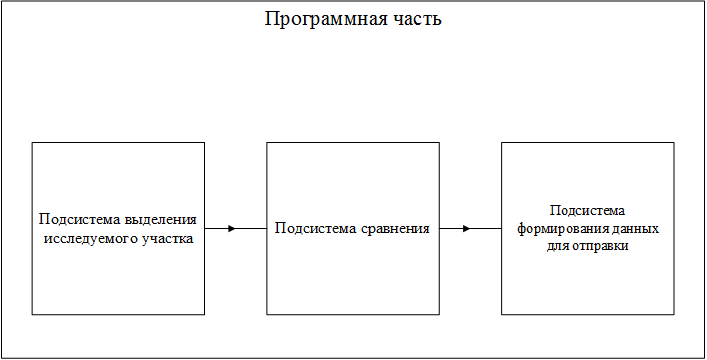 Программная часть
Подсистема выделения
исследуемого участка
Подсистема сравнения
Подсистема
формирования данных
для отправки